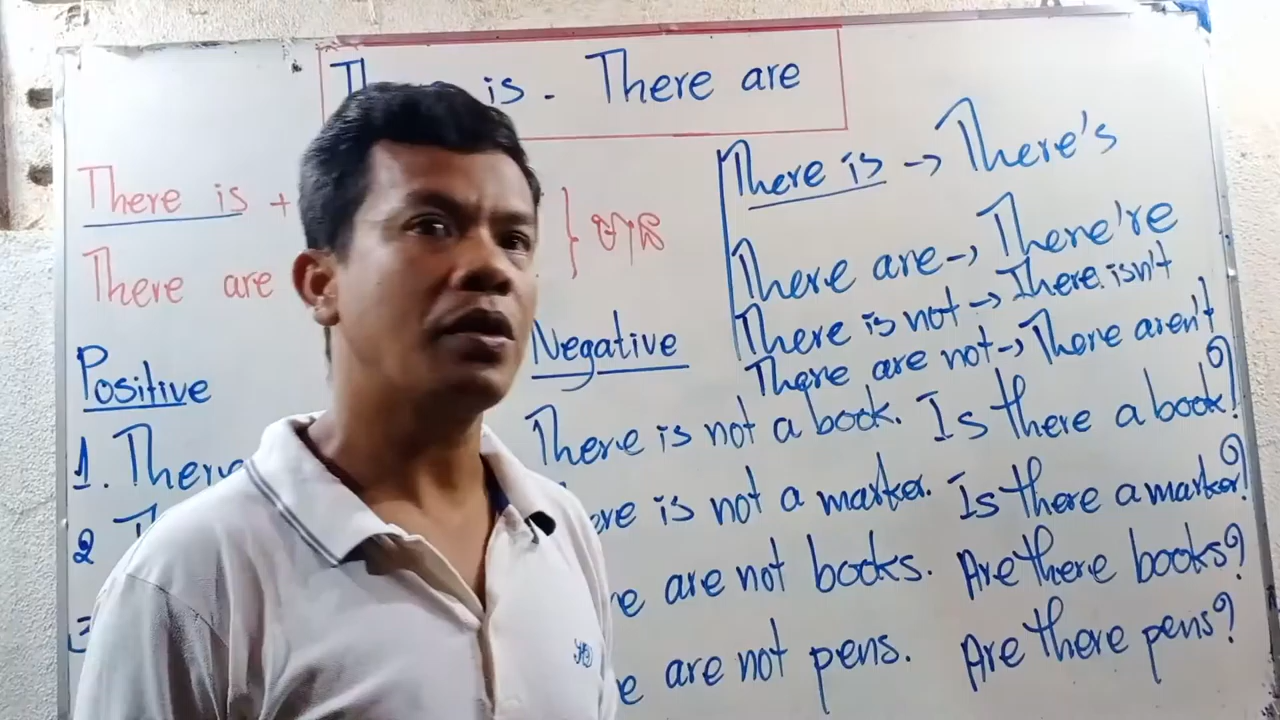 is - There are
There is +
There are
} មាន
There is -> There's
There are -> There're
There is not -> There isn't
There are not -> There aren't
Positive
Negative
1. There
There is not a book. Is there a book?
2
is not a marker. Is there a marker?
are not books. Are there books?
are not pens. Are there pens?